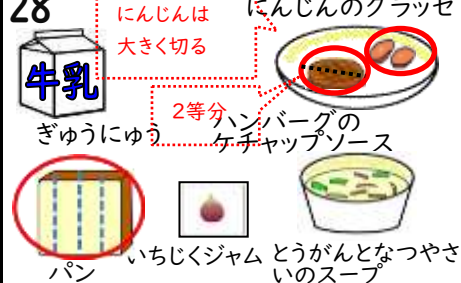 28
にんじんは
大きく切る
にんじんのグラッセ
牛乳
ぎゅうにゅう
2等分
ハンバーグの
ケチャップソース
パン
いちじくジャム
とうがんとなつやさ
いのスープ